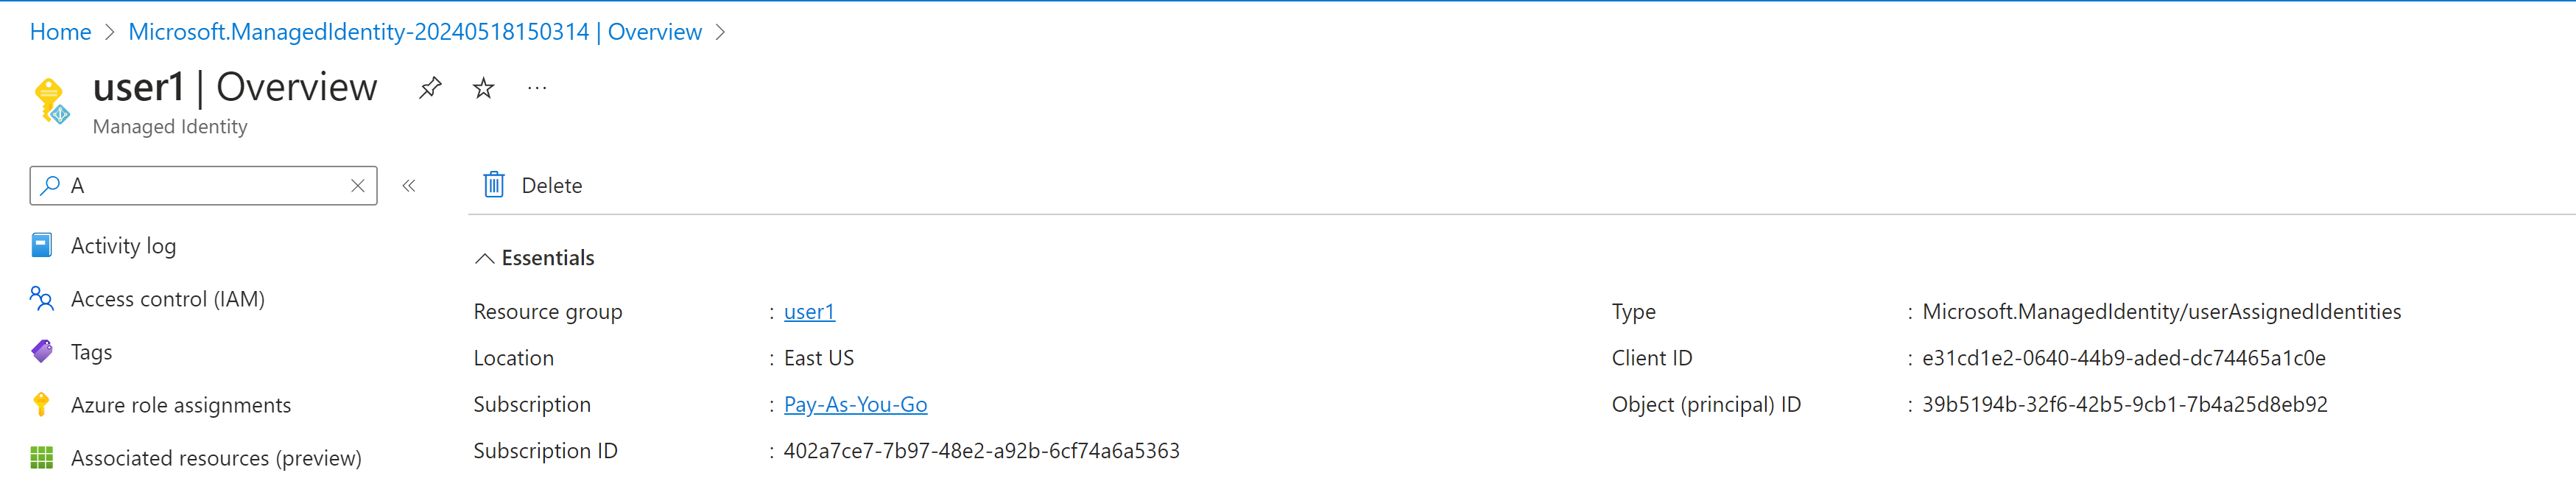 Home > Microsoft.ManagedIdentity-20240518150314 | Overview >
user1 | Overview ...
Managed Identity
A
Delete
Activity log
Access control (IAM)
Tags
Azure role assignments
Associated resources (preview)
Essentials
Resource group : user1
Location : East US
Subscription : Pay-As-You-Go
Subscription ID : 402a7ce7-7b97-48e2-a92b-6cf74a6a5363
Type : Microsoft.ManagedIdentity/userAssignedIdentities
Client ID : e31cd1e2-0640-44b9-aded-dc74465a1c0e
Object (principal) ID : 39b5194b-32f6-42b5-9cb1-7b4a25d8eb92